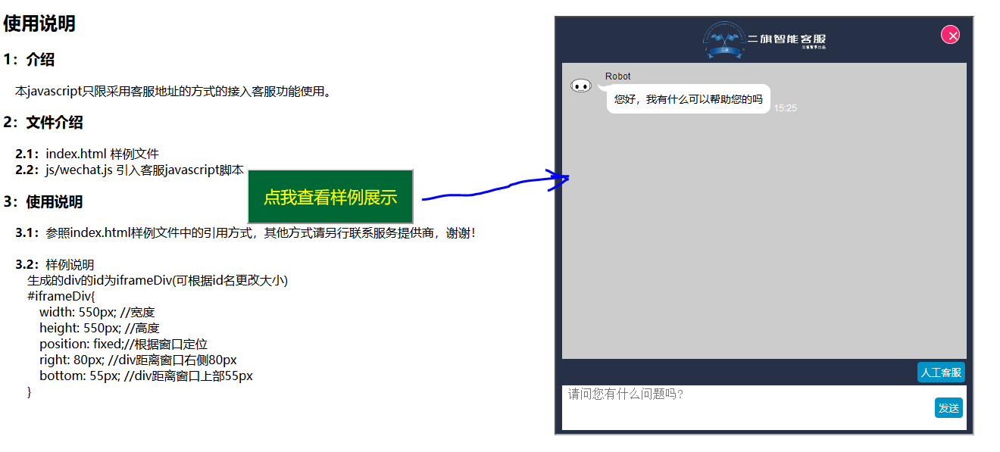 使用说明
1：介绍
本javascript只限采用客服地址的方式的接入客服功能使用。
2：文件介绍
2.1：index.html 样例文件
2.2：js/wechat.js 引入客服javascript脚本
点我查看样例展示
3：使用说明
3.1：参照index.html样例文件中的引用方式，其他方式请另行联系服务提供商，谢谢！
3.2：样例说明
生成的div的id为iframeDiv(可根据id名更改大小)
#iframeDiv{
width: 550px; //宽度
height: 550px; //高度
position: fixed;//根据窗口定位
right: 80px; //div距离窗口右侧80px
bottom: 55px; //div距离窗口上部55px
}
二旗智能客服
Robot
您好，我有什么可以帮助您的吗
15:25
人工客服
请问您有什么问题吗?
发送